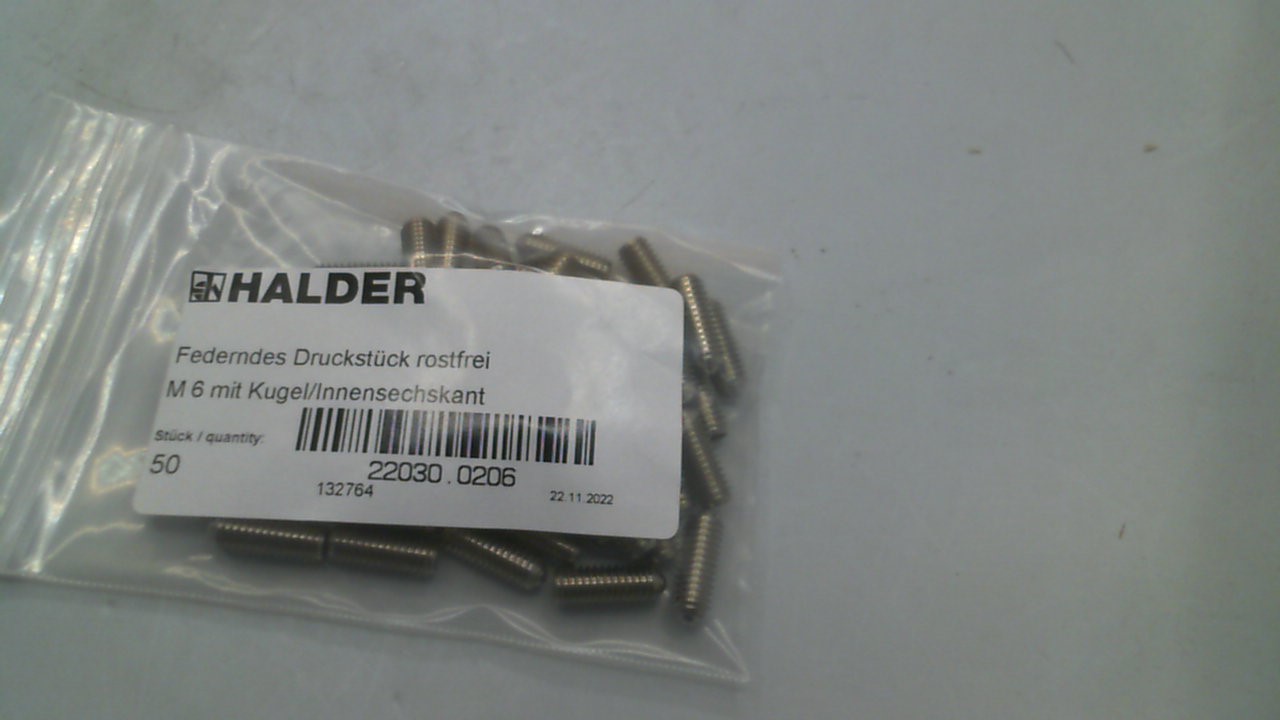 HALDER
Federndes Druckstück rostfrei
M 6 mit Kugel/Innensechskant
Stück / quantity:
50
22030 . 0206
132764
22.11.2022